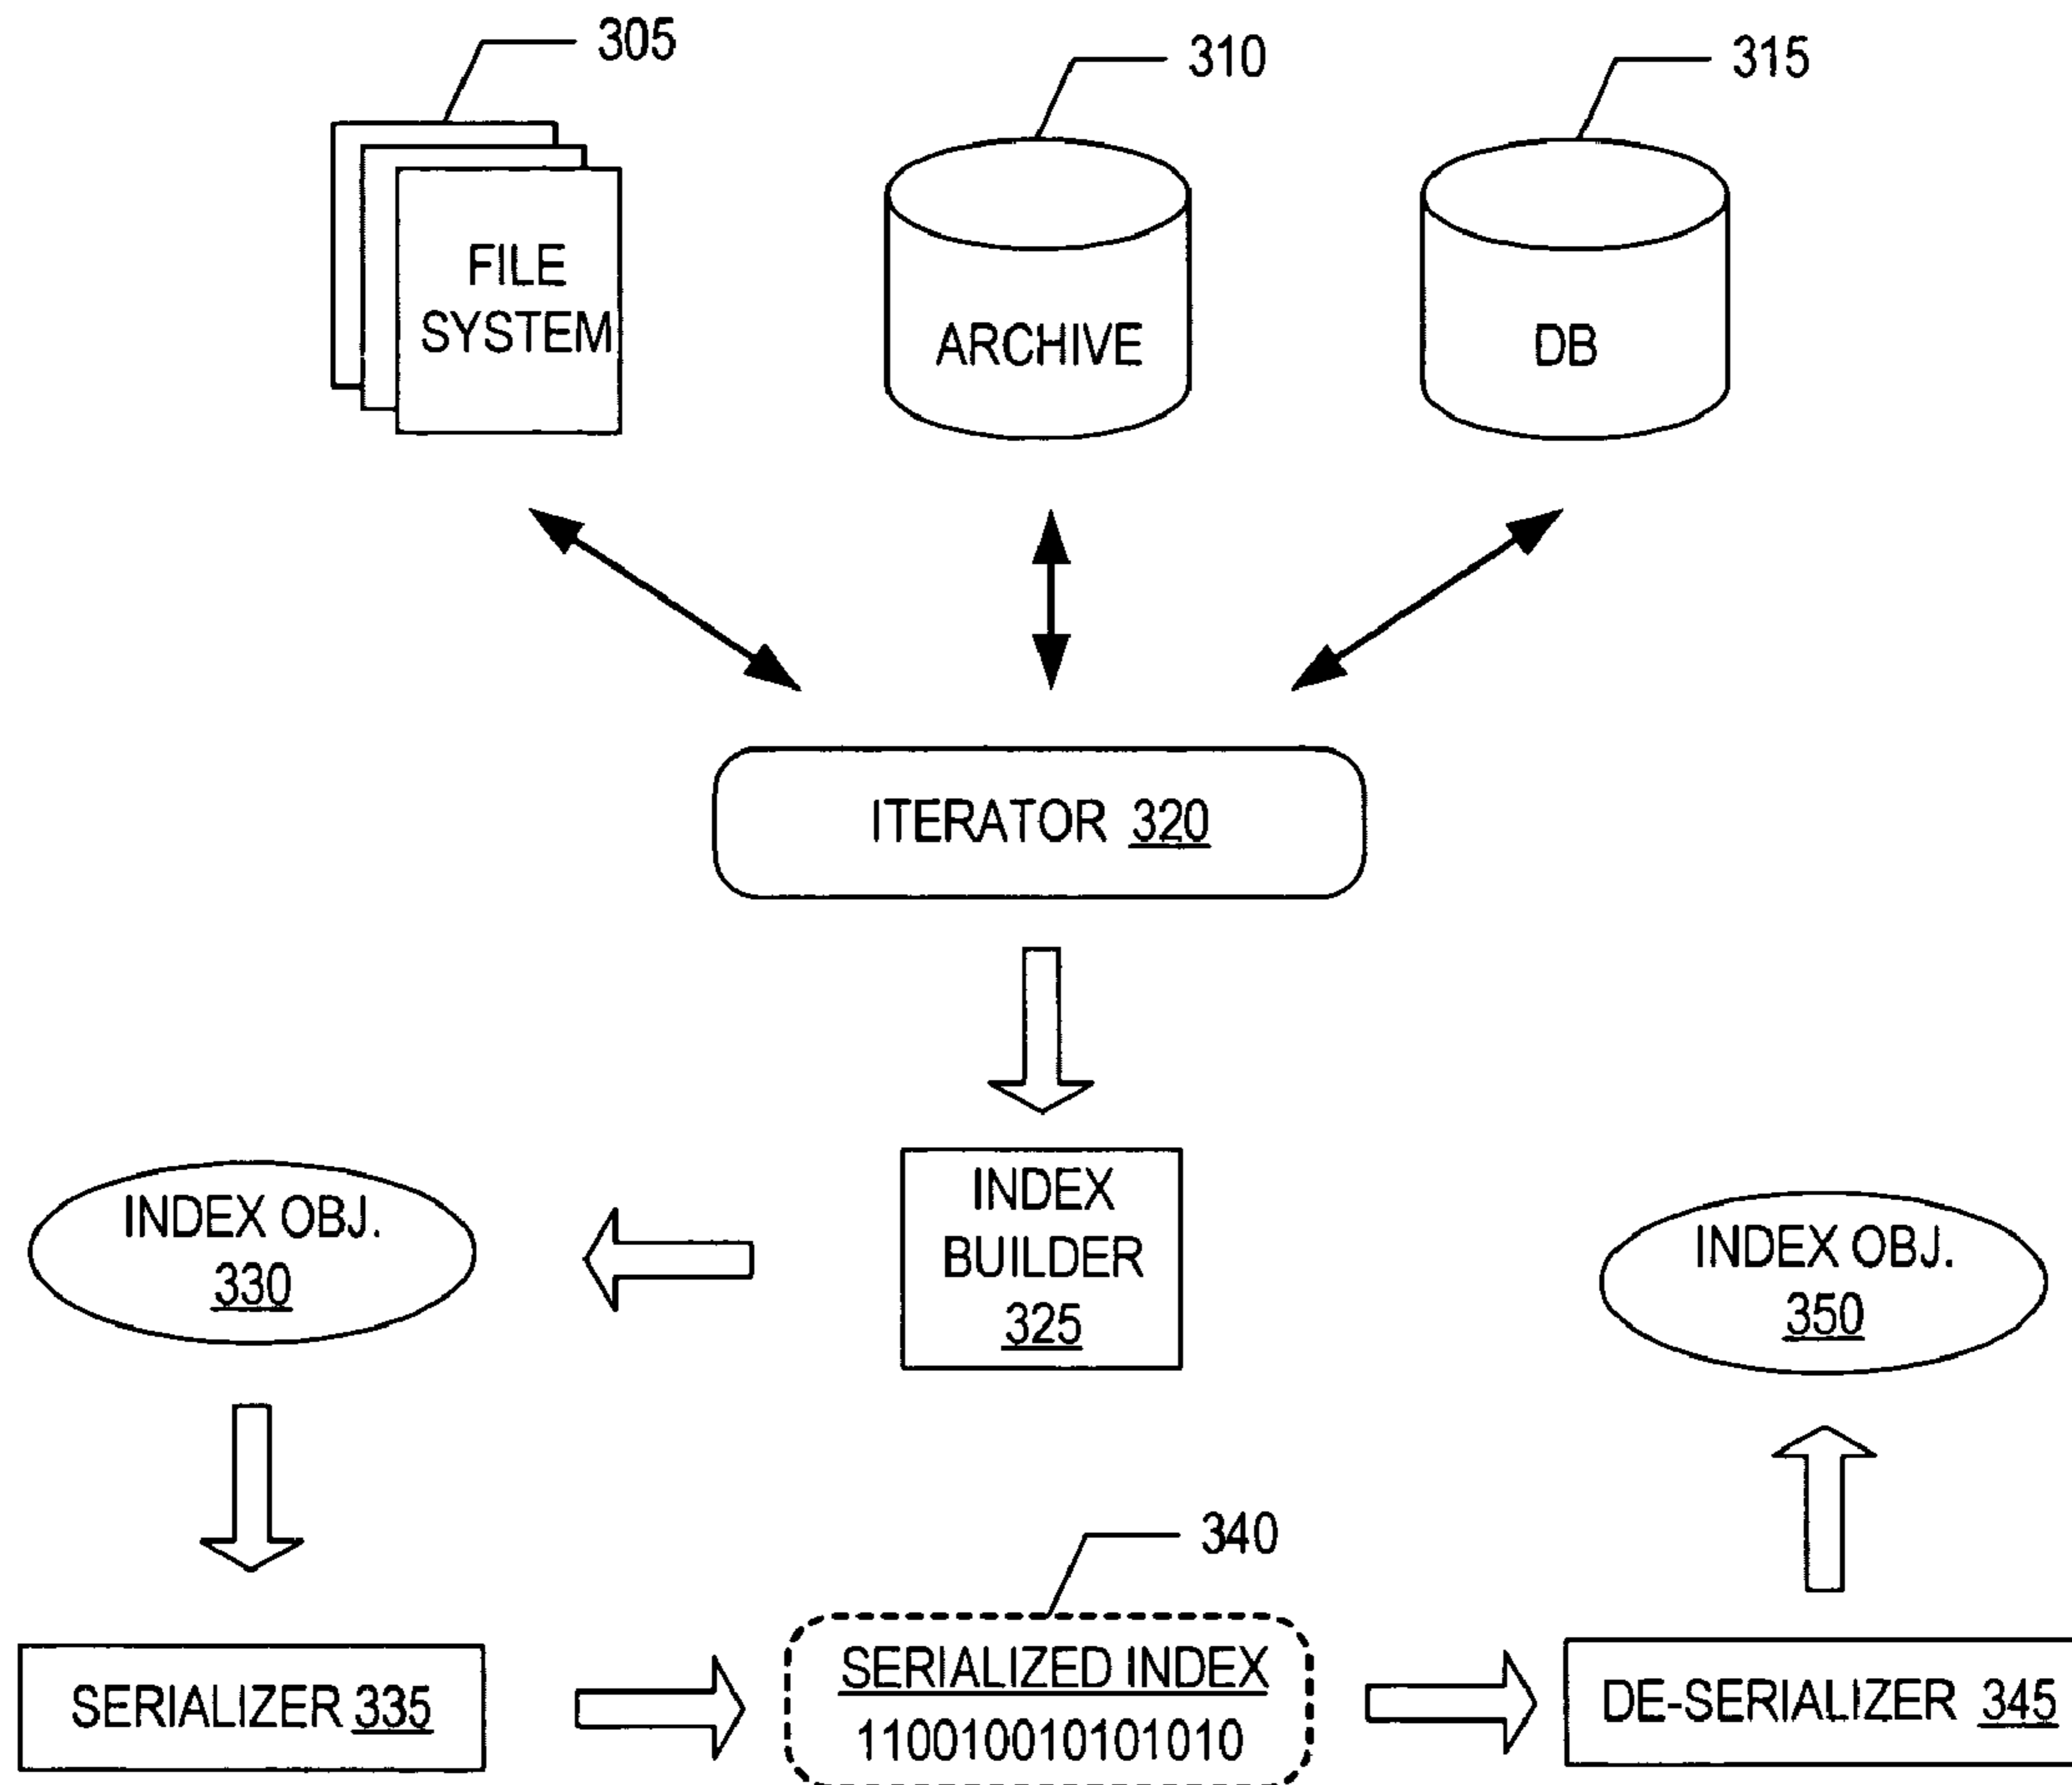 305
310
315
FILE
SYSTEM
ARCHIVE
DB
ITERATOR 320
INDEX
BUILDER
325
INDEX OBJ.
330
INDEX OBJ.
350
340
SERIALIZER 335
SERIALIZED INDEX
110010010101010
DE-SERIALIZER 345